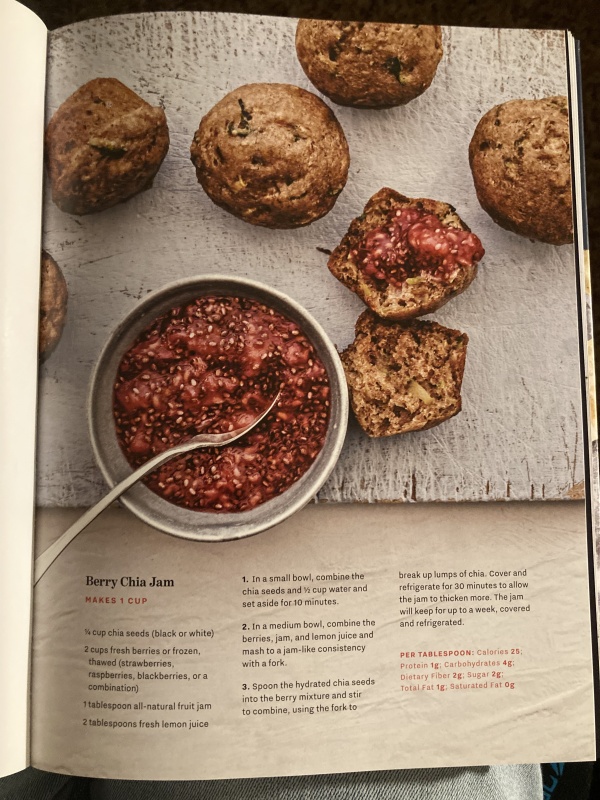 Berry Chia Jam
MAKES 1 CUP
¼ cup chia seeds (black or white)
2 cups fresh berries or frozen,
thawed (strawberries,
raspberries, blackberries, or a
combination)
1 tablespoon all-natural fruit jam
2 tablespoons fresh lemon juice
1. In a small bowl, combine the
chia seeds and ½ cup water and
set aside for 10 minutes.
2. In a medium bowl, combine the
berries, jam, and lemon juice and
mash to a jam-like consistency
with a fork.
3. Spoon the hydrated chia seeds
into the berry mixture and stir
to combine, using the fork to
break up lumps of chia. Cover and
refrigerate for 30 minutes to allow
the jam to thicken more. The jam
will keep for up to a week, covered
and refrigerated.
PER TABLESPOON: Calories 25;
Protein 1g; Carbohydrates 4g;
Dietary Fiber 2g; Sugar 2g;
Total Fat 1g, Saturated Fat 0g